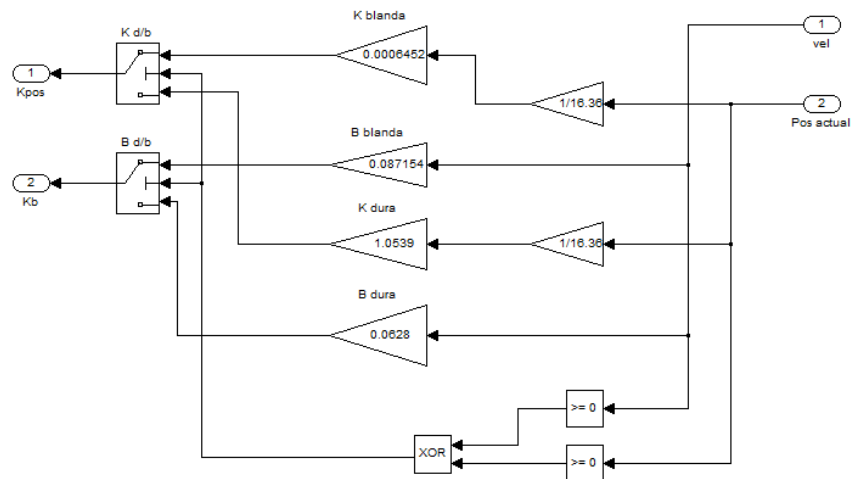 K blanda
0.0006452
K d/b
1
Kpos
1
vel
1/16.36
2
Pos actual
B blanda
0.087154
B d/b
2
Kb
K dura
1.0539
1/16.36
B dura
0.0628
>= 0
XOR
>= 0